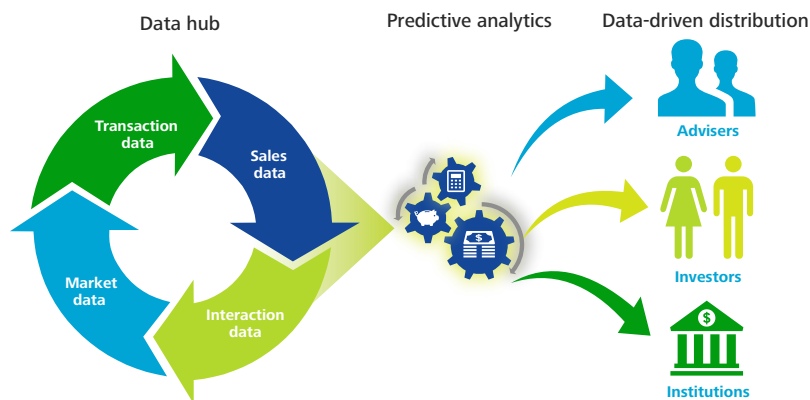 Data hub
Predictive analytics
Data-driven distribution
Transaction
data
Sales
data
Market
data
Interaction
data
$
$
Advisers
Investors
Institutions